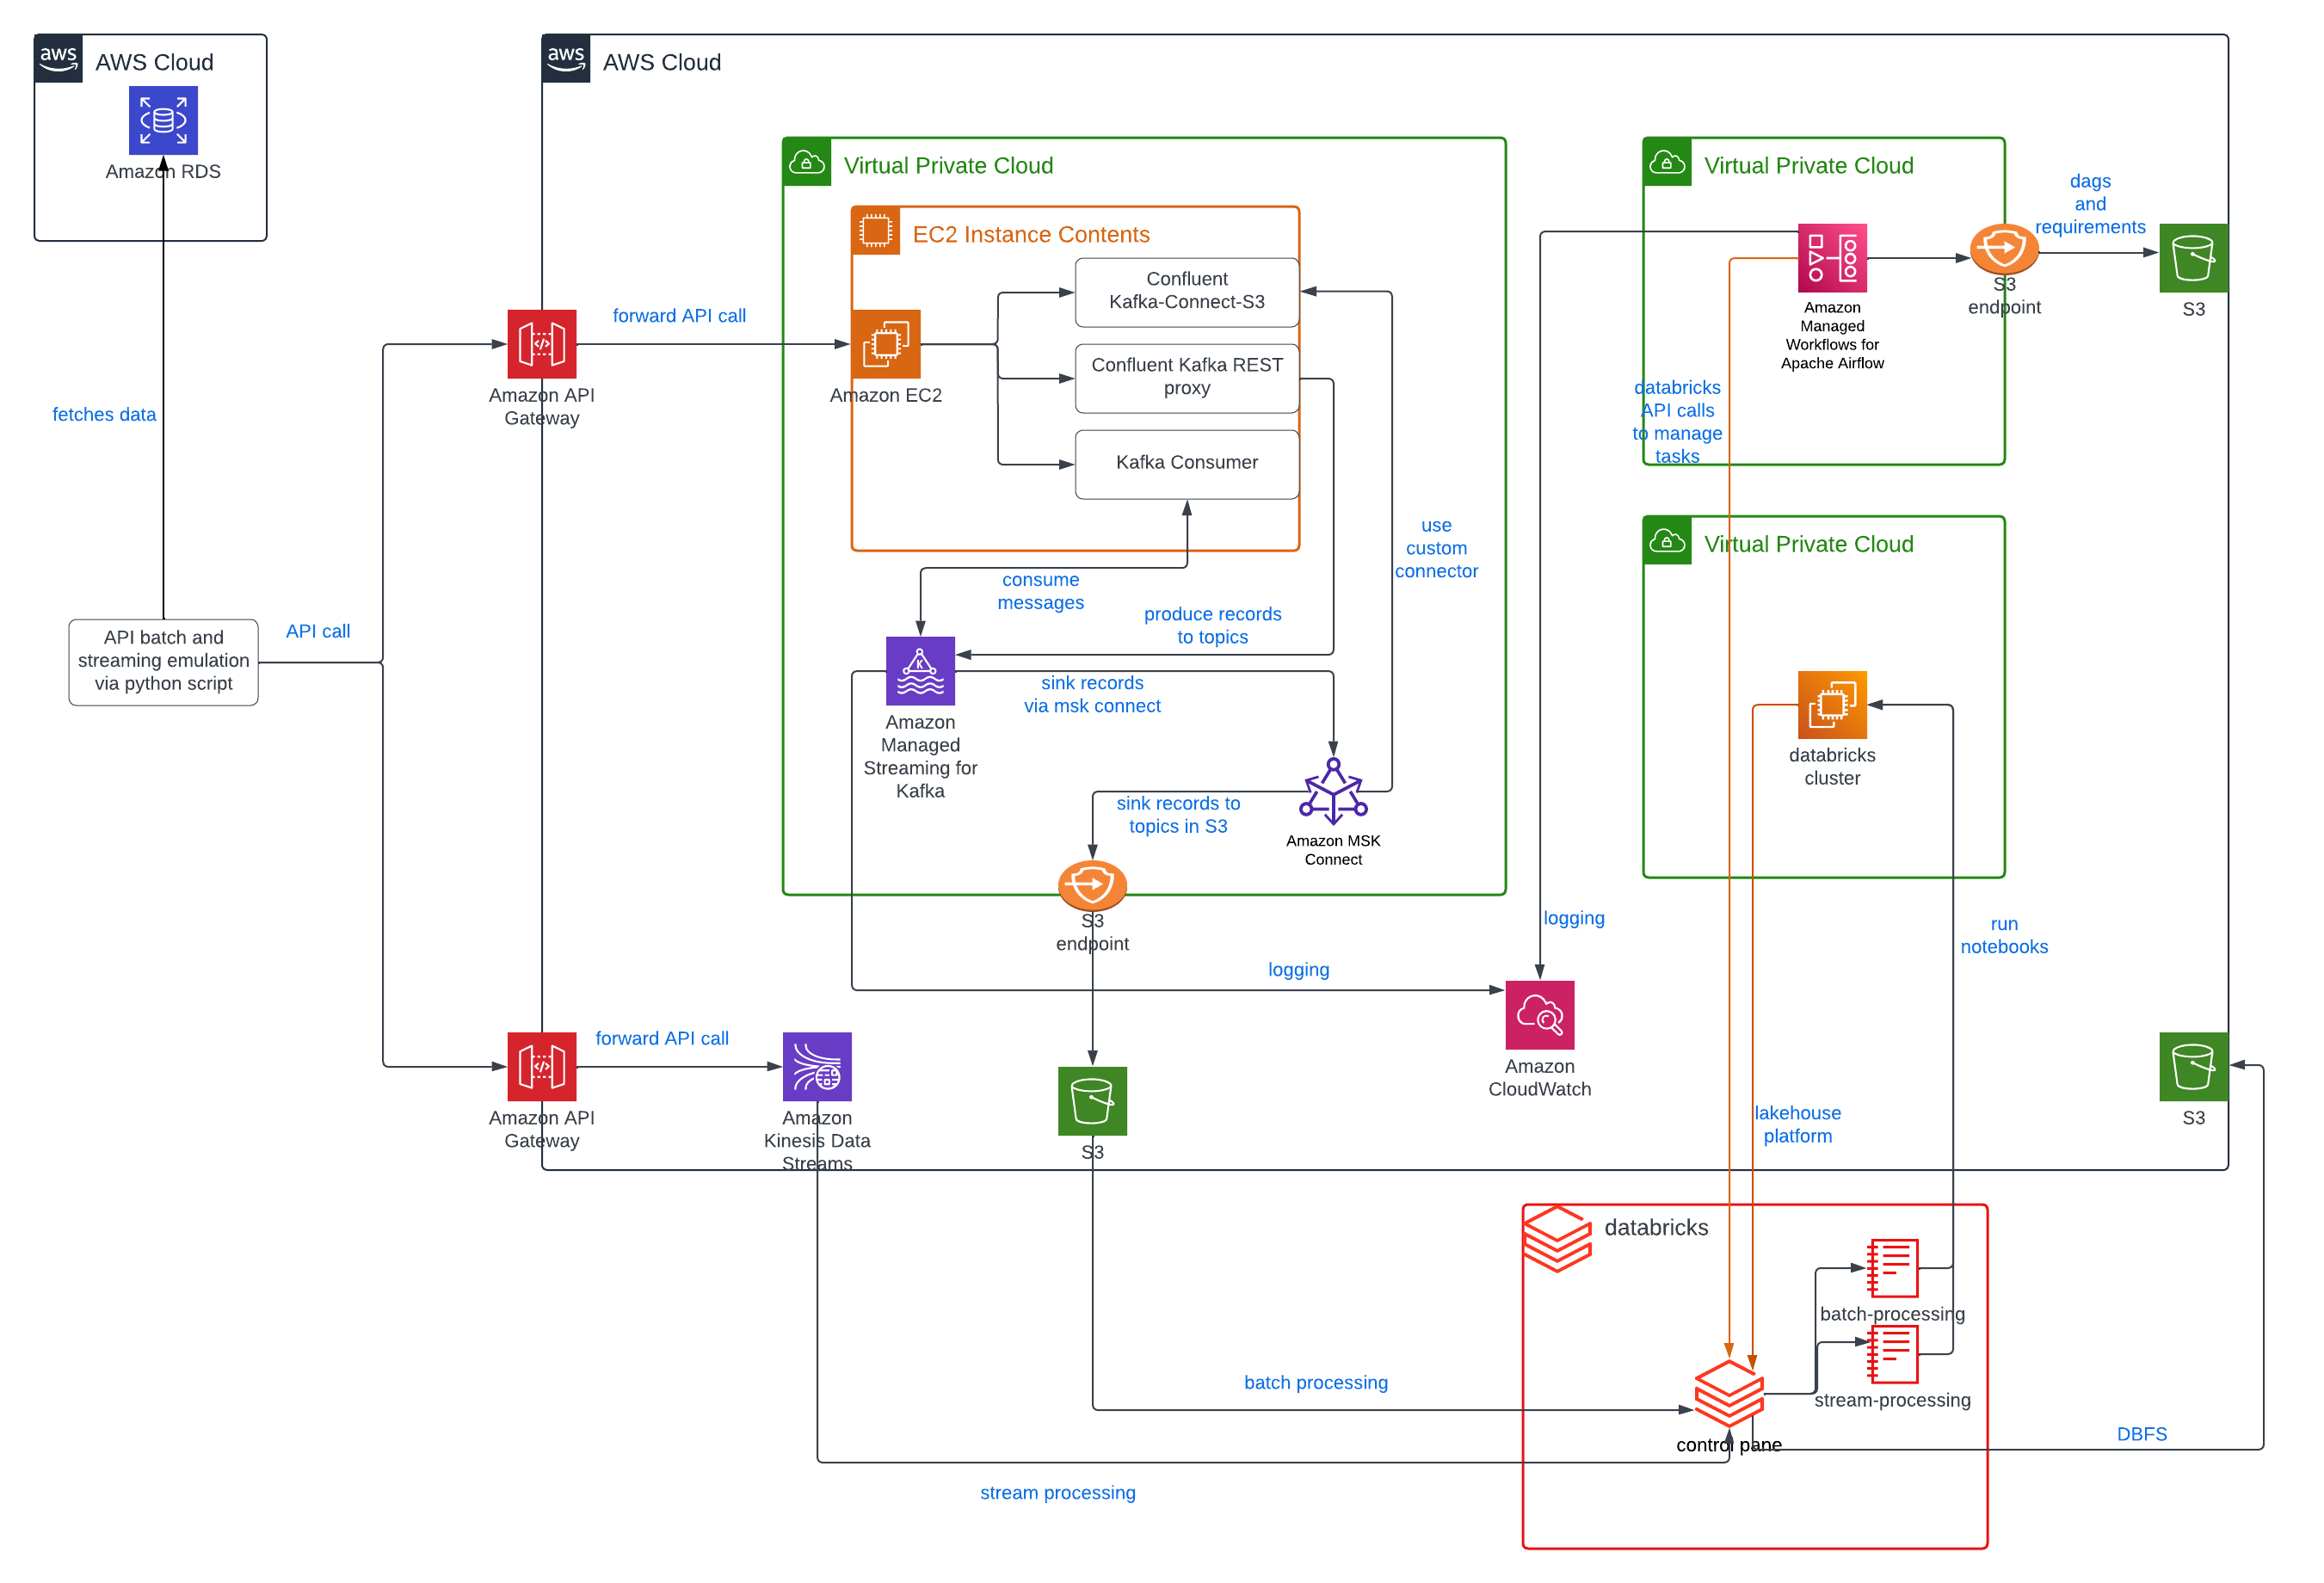 aws
AWS Cloud
Amazon RDS
fetches data
API batch and
streaming emulation
via python script
API call
aws
AWS Cloud
Amazon API
Gateway
forward API call
Virtual Private Cloud
EC2 Instance Contents
Amazon EC2
Confluent
Kafka-Connect-S3
Confluent Kafka REST
proxy
Kafka Consumer
consume
messages
produce records
to topics
use
custom
connector
K
Amazon
Managed
Streaming for
Kafka
sink records
via msk connect
sink records to
topics in S3
Amazon MSK
Connect
S3
endpoint
logging
logging
Amazon
CloudWatch
Amazon API
Gateway
forward API call
Amazon
Kinesis Data
Streams
S3
Virtual Private Cloud
Amazon
Managed
Workflows for
Apache Airflow
S3
endpoint
dags
and
requirements
S3
databricks
API calls
to manage
tasks
Virtual Private Cloud
databricks
cluster
run
notebooks
lakehouse
platform
S3
databricks
batch-processing
stream-processing
control pane
batch processing
stream processing
DBFS